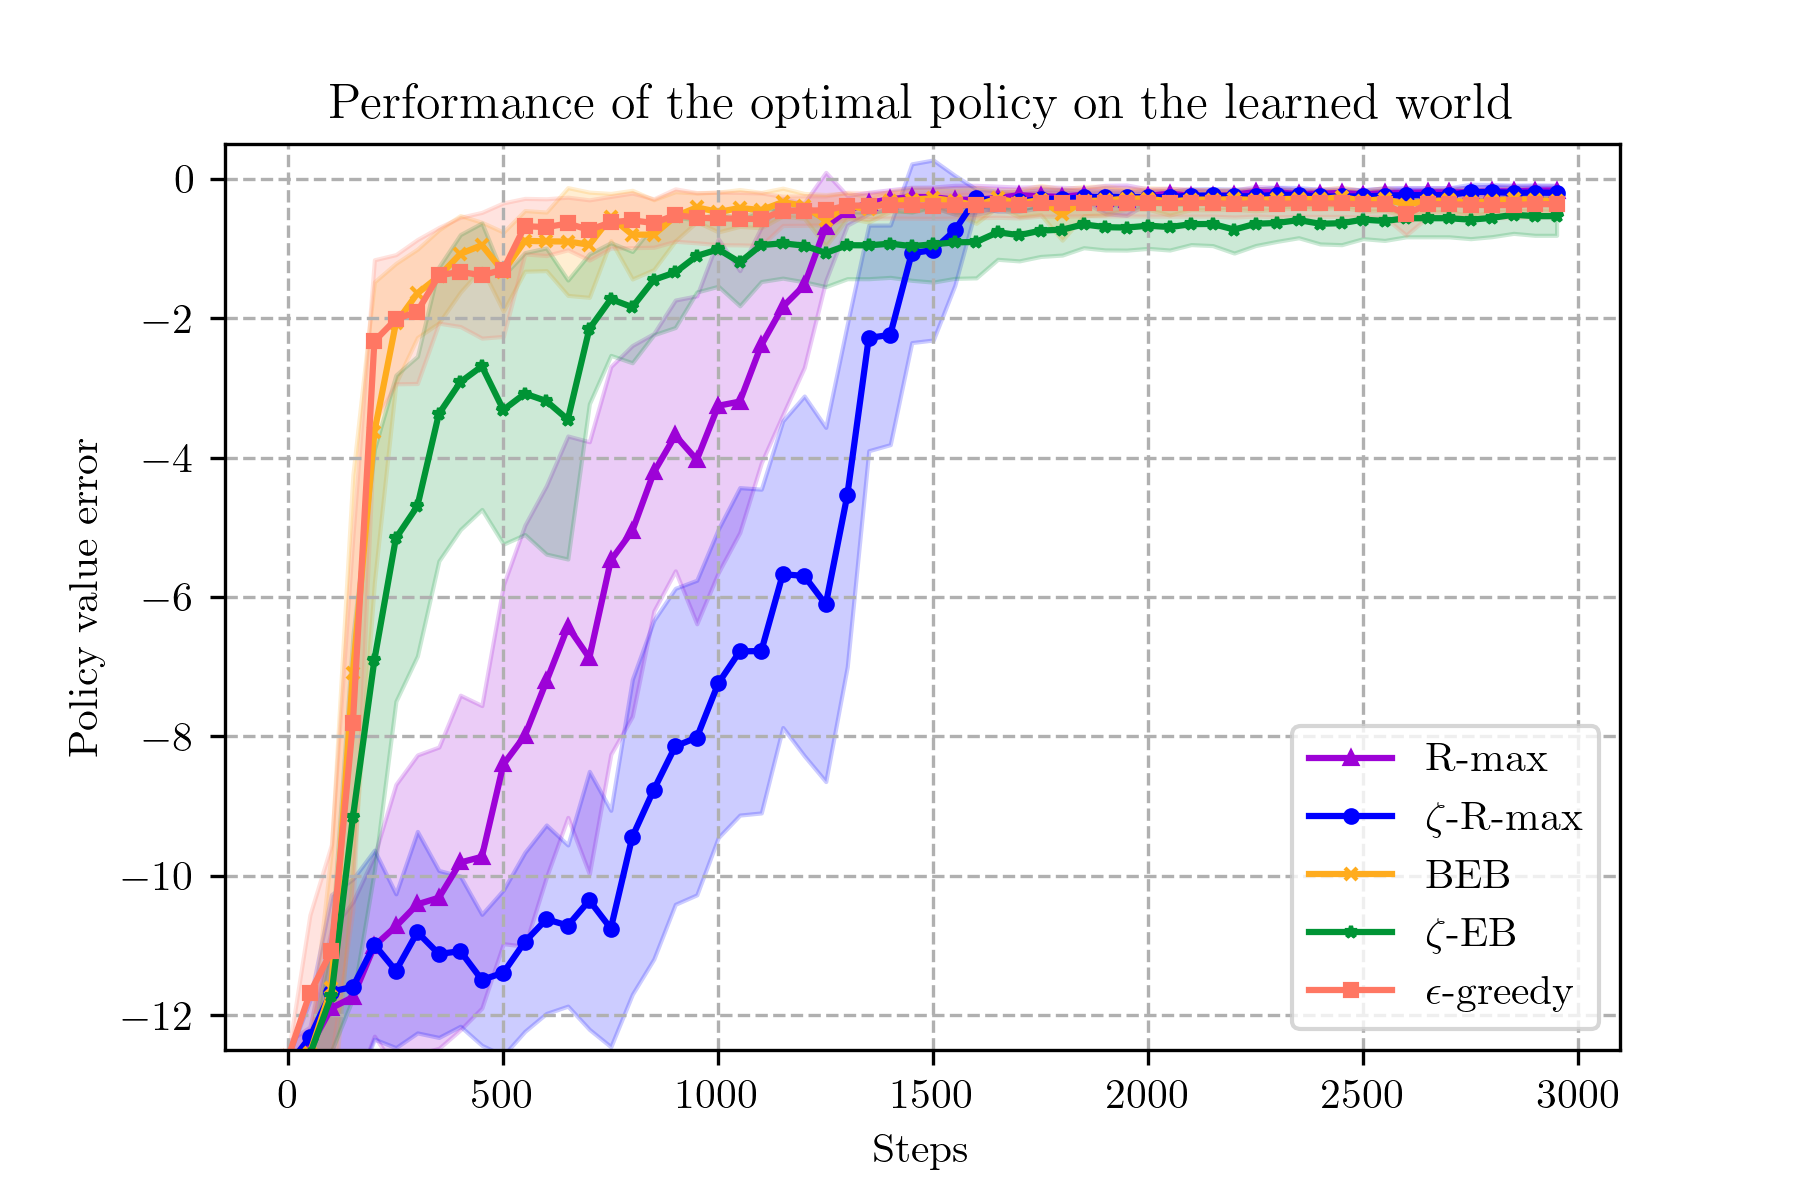 Performance of the optimal policy on the learned world
Policy value error
0
−2
−4
−6
−8
−10
−12
R-max
ζ-R-max
BEB
ζ-EB
ϵ-greedy
0 500 1000 1500 2000 2500 3000
Steps